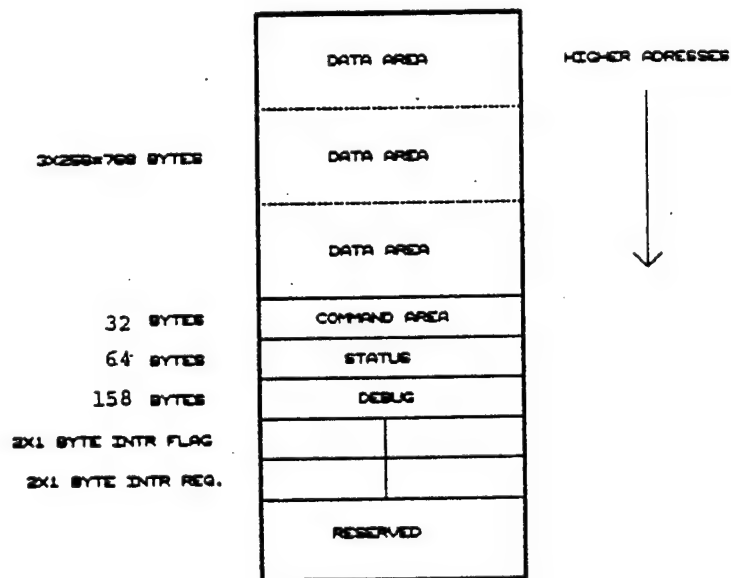 DATA AREA
HIGHER ADRESSES
3X256=768 BYTES
DATA AREA
DATA AREA
32 BYTES
COMMAND AREA
64 BYTES
STATUS
158 BYTES
DEBUG
2X1 BYTE INTR FLAG
2X1 BYTE INTR REQ.
RESERVED